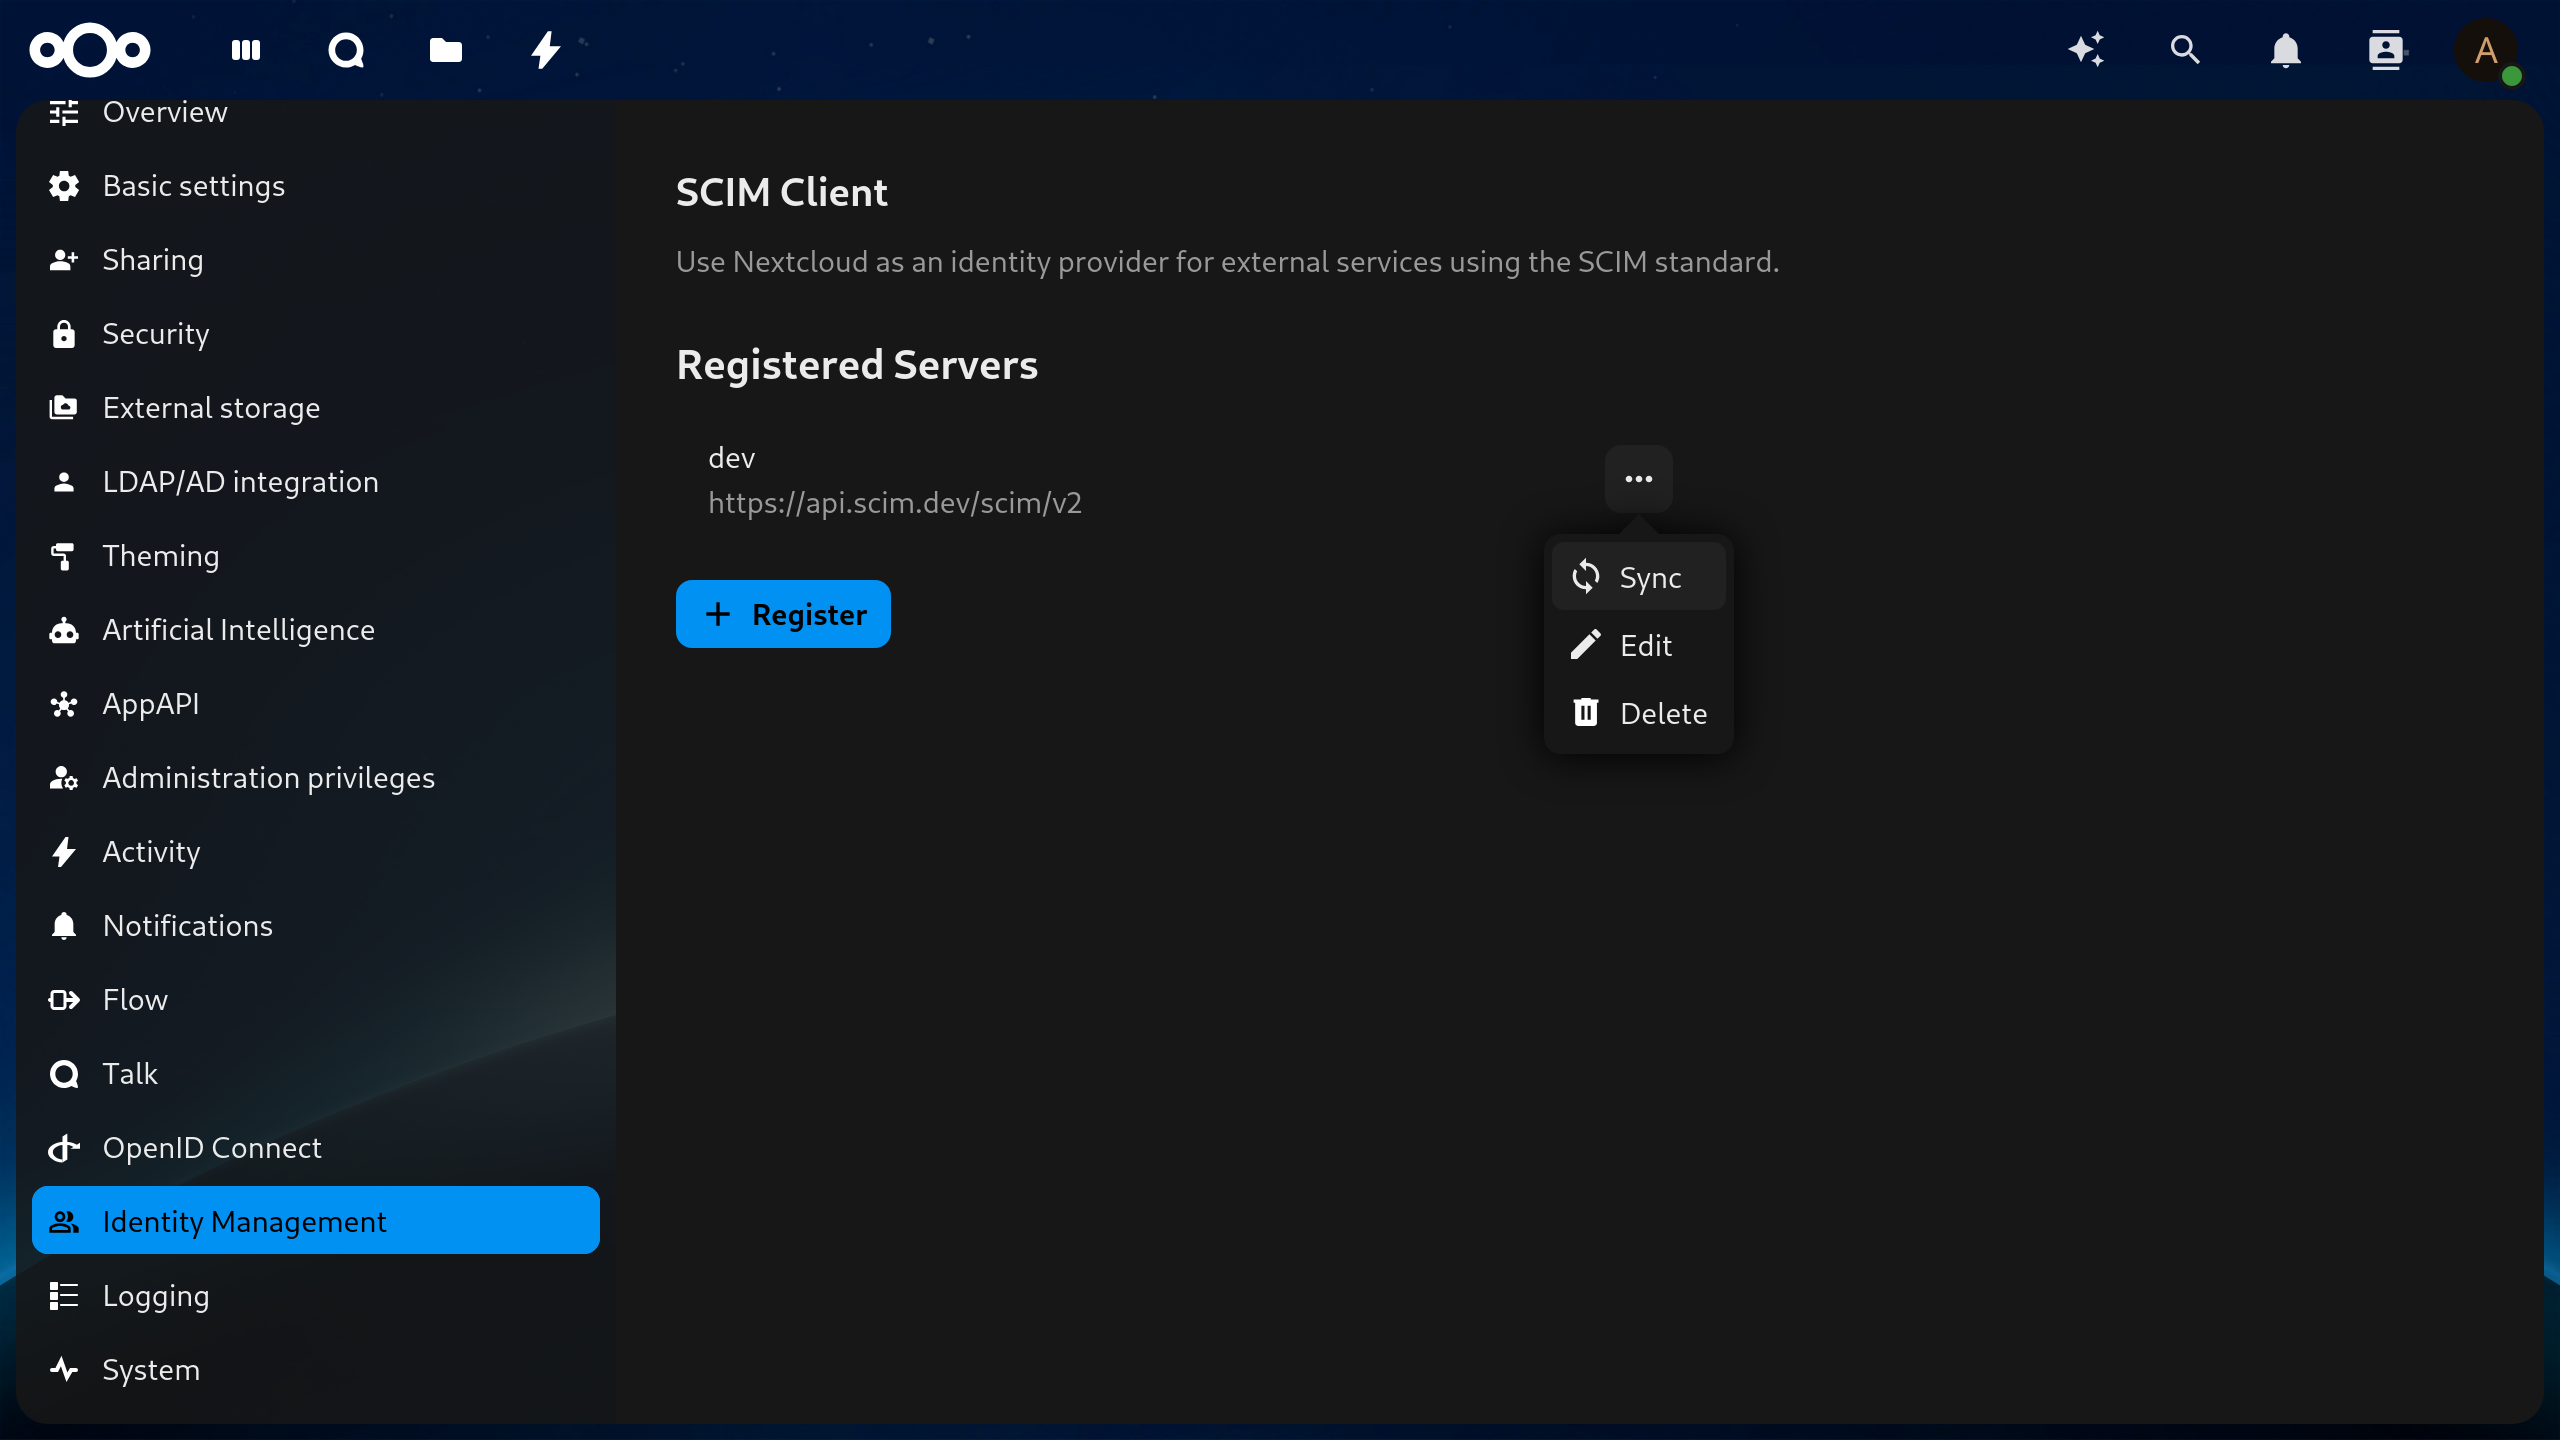 A
Overview
Basic settings
Sharing
Security
External storage
LDAP/AD integration
Theming
Artificial Intelligence
AppAPI
Administration privileges
Activity
Notifications
Flow
Talk
OpenID Connect
Identity Management
Logging
System
SCIM Client
Use Nextcloud as an identity provider for external services using the SCIM standard.
Registered Servers
dev
https://api.scim.dev/scim/v2
Register
Sync
Edit
Delete